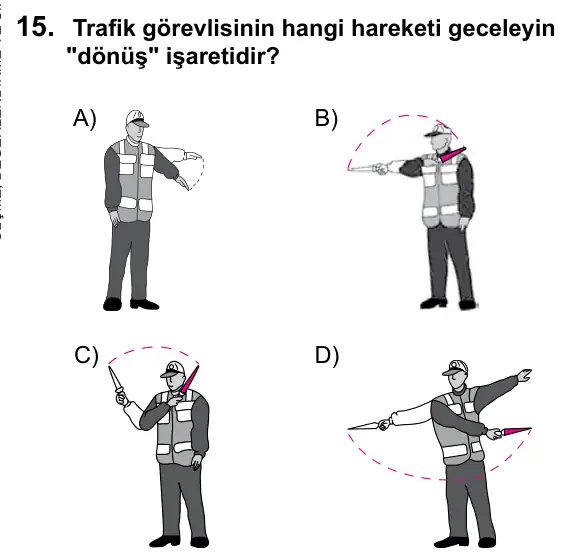 15. Trafik görevlisinin hangi hareketi geceleyin
"dönüş" işaretidir?
A)
B)
C)
D)